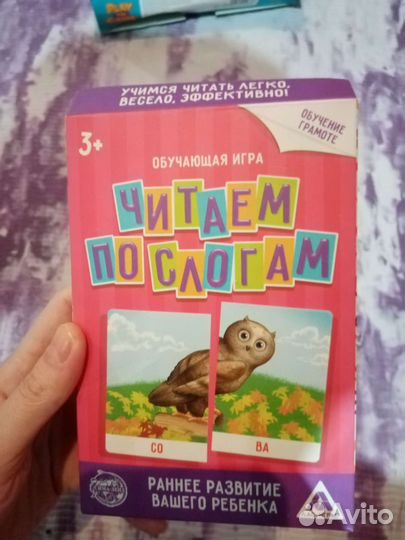 PLAY
УЧИМСЯ ЧИТАТЬ ЛЕГКО,
ВЕСЕЛО, ЭФФЕКТИВНО!
ОБУЧЕНИЕ
ГРАМОТЕ
3+
ОБУЧАЮЩАЯ ИГРА
ЧИТАЕМ
ПО СЛОГАМ
СО
ВА
РАННЕЕ РАЗВИТИЕ
ВАШЕГО РЕБЕНКА
Avito